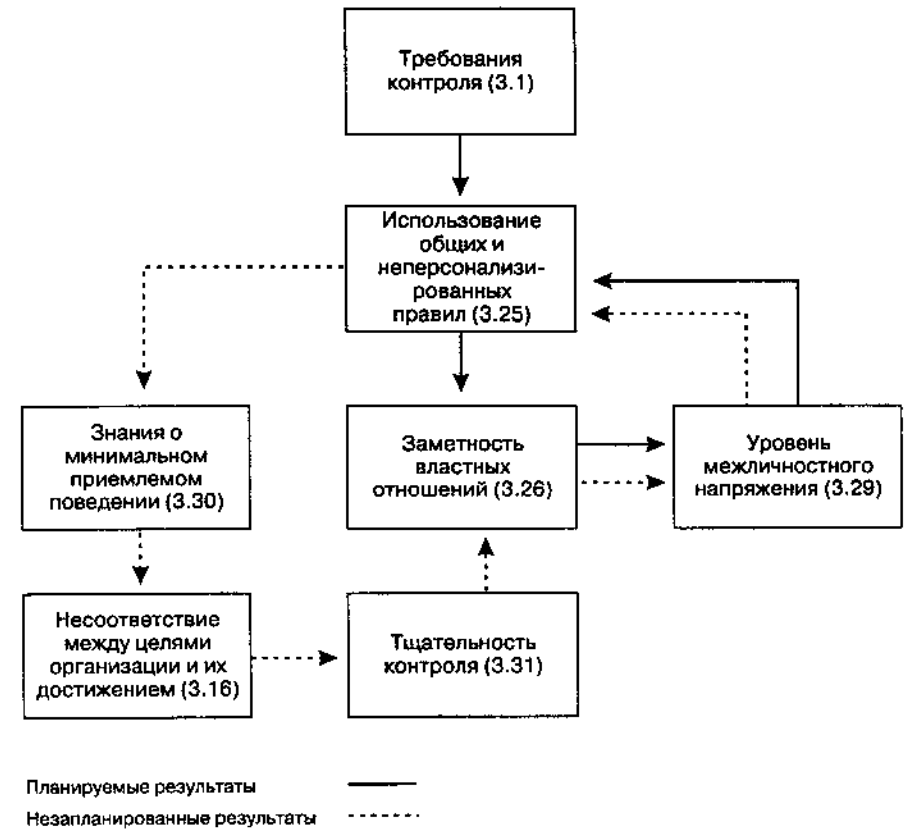 Требования
контроля (3.1)
Использование
общих и
неперсонализи-
рованных
правил (3.25)
Знания о
минимальном
приемлемом
поведении (3.30)
Заметность
властных
отношений (3.26)
Уровень
межличностного
напряжения (3.29)
Несоответствие
между целями
организации и их
достижением (3.16)
Тщательность
контроля (3.31)
Планируемые результаты
Незапланированные результаты